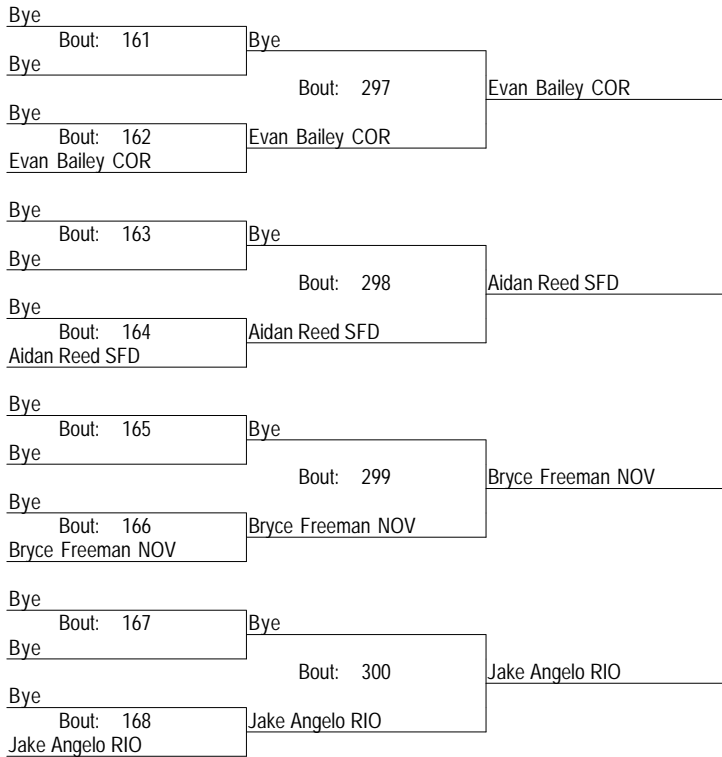 Bye
Bout: 161
Bye
Bye
Bout: 297
Evan Bailey COR
Bye
Bout: 162
Evan Bailey COR
Evan Bailey COR
Bye
Bout: 163
Bye
Bye
Bout: 298
Aidan Reed SFD
Bye
Bout: 164
Aidan Reed SFD
Aidan Reed SFD
Bye
Bout: 165
Bye
Bye
Bout: 299
Bryce Freeman NOV
Bye
Bout: 166
Bryce Freeman NOV
Bryce Freeman NOV
Bye
Bout: 167
Bye
Bye
Bout: 300
Jake Angelo RIO
Bye
Bout: 168
Jake Angelo RIO
Jake Angelo RIO